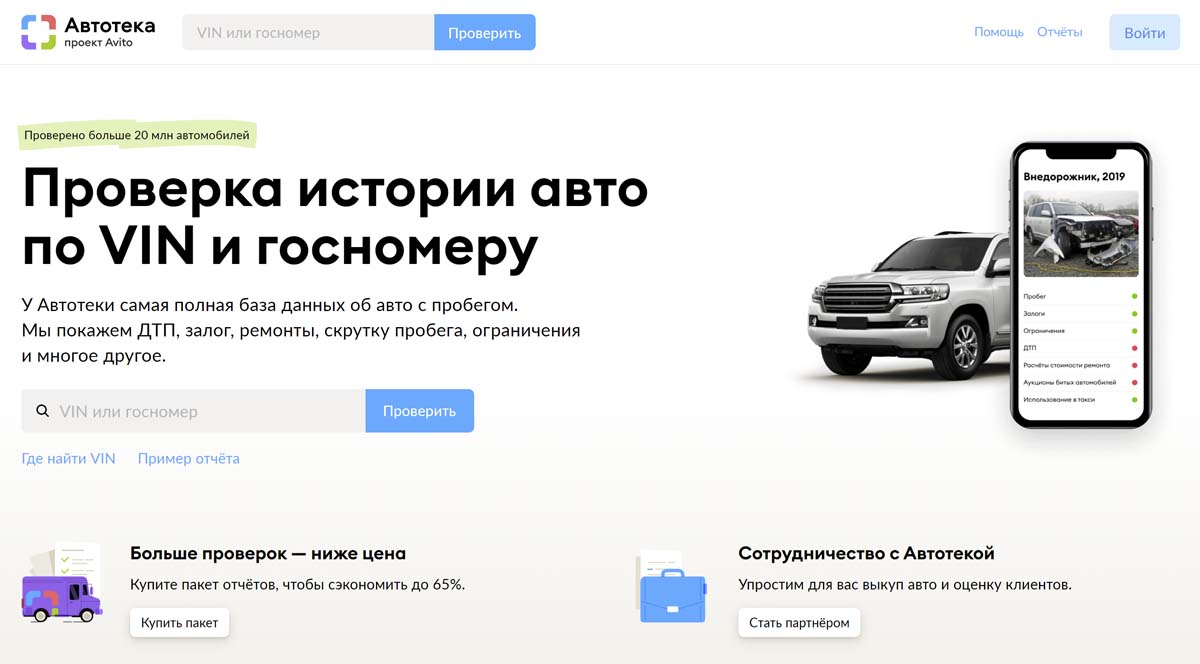 Автотека
проект Avito
VIN или госномер
Проверить
Помощь
Отчёты
Войти
Проверено больше 20 млн автомобилей
Проверка истории авто
по VIN и госномеру
У Автотеки самая полная база данных об авто с пробегом.
Мы покажем ДТП, залог, ремонты, скрутку пробега, ограничения
и многое другое.
VIN или госномер
Проверить
Где найти VIN
Пример отчёта
Внедорожник, 2019
Пробег
Залоги
Ограничения
ДТП
Расчёты стоимости ремонта
Аукционы битых автомобилей
Использование в такси
Больше проверок — ниже цена
Купите пакет отчётов, чтобы сэкономить до 65%.
Купить пакет
Сотрудничество с Автотекой
Упростим для вас выкуп авто и оценку клиентов.
Стать партнёром